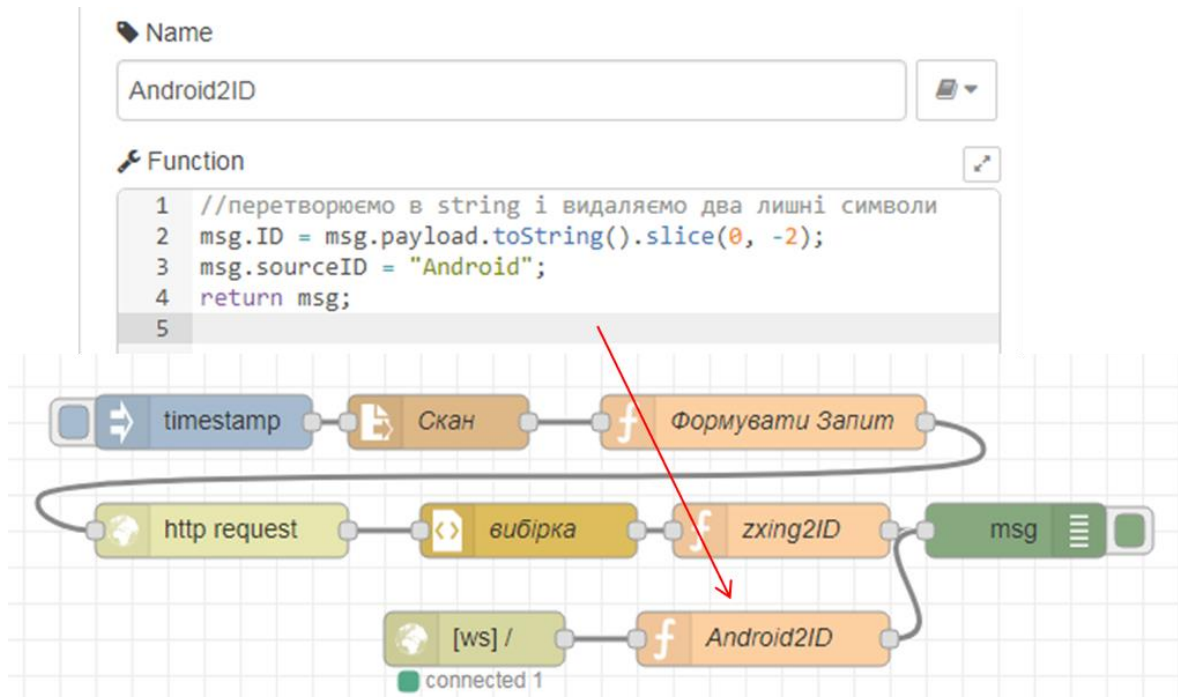 Name
Android2ID
Function
1 //перетворюємо в string і видаляємо два лишні символи
2 msg.ID = msg.payload.toString().slice(0, -2);
3 msg.sourceID = "Android";
4 return msg;
5
timestamp Скан Формувати Запит
http request вибірка zxing2ID msg
[ws] / Android2ID
connected 1